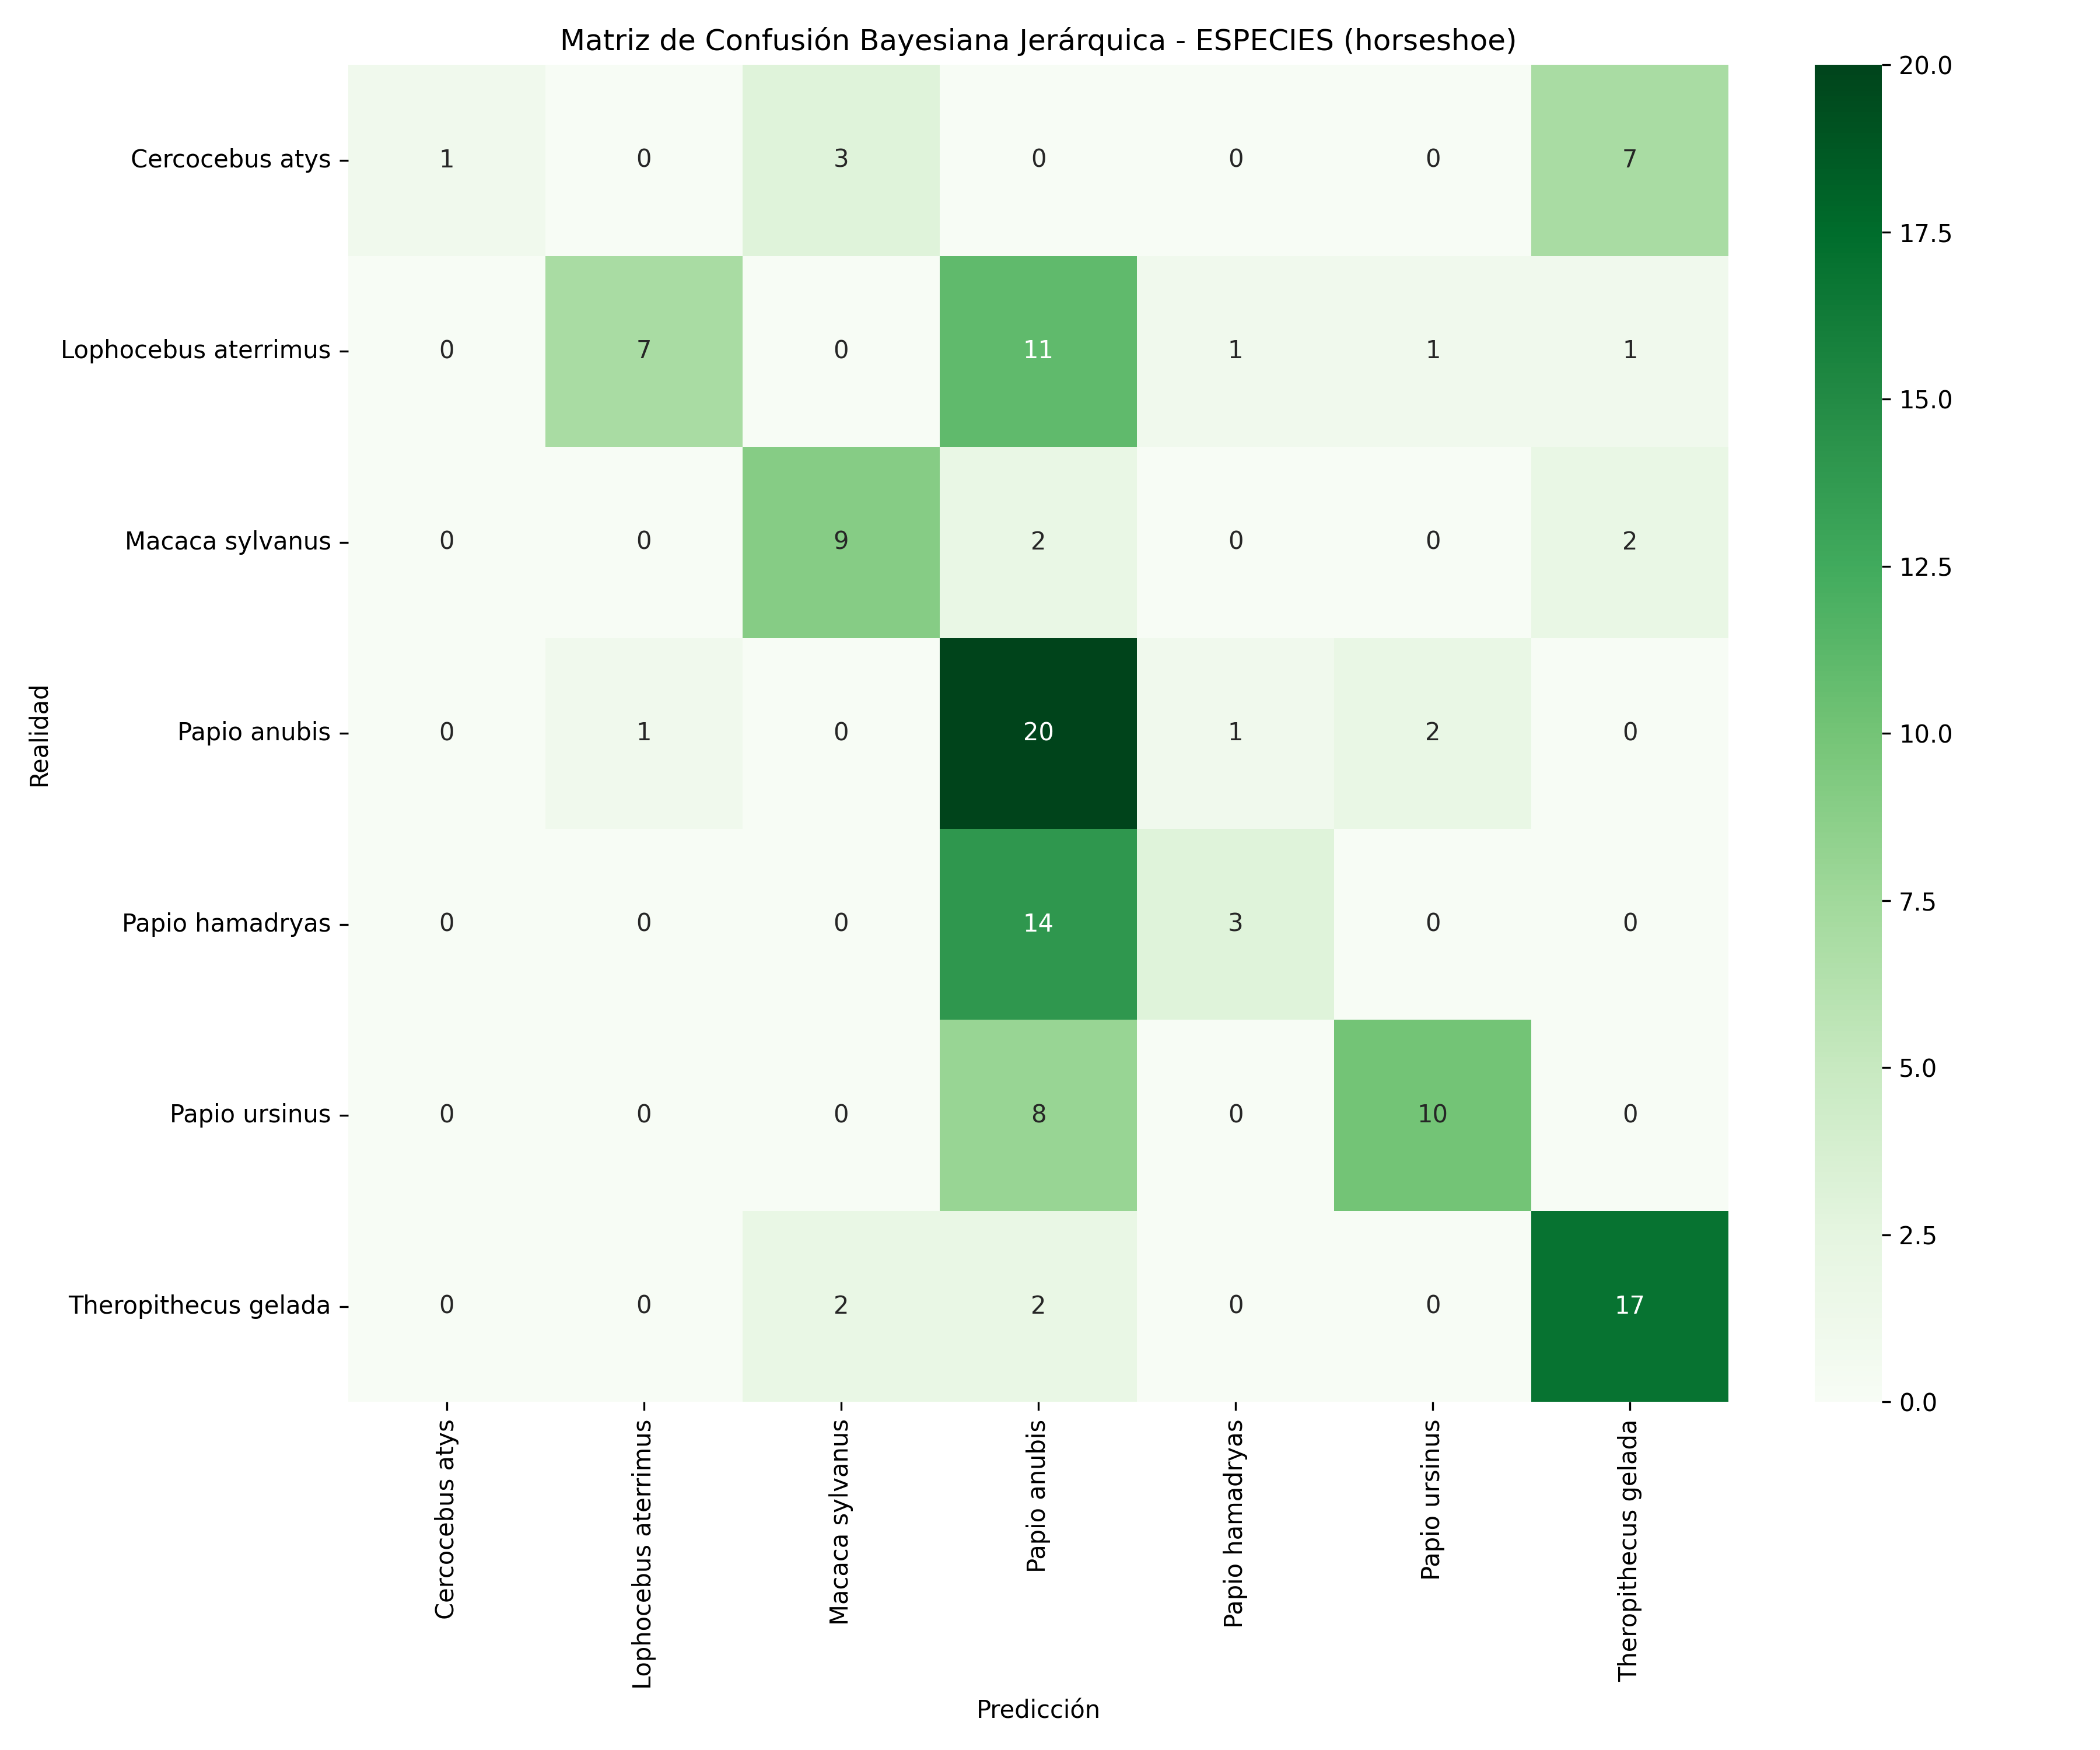 Matriz de Confusión Bayesiana Jerárquica - ESPECIES (horseshoe)
Realidad
Cercocebus atys 1 0 3 0 0 0 7
Lophocebus aterrimus 0 7 0 11 1 1 1
Macaca sylvanus 0 0 9 2 0 0 2
Papio anubis 0 1 0 20 1 2 0
Papio hamadryas 0 0 0 14 3 0 0
Papio ursinus 0 0 0 8 0 10 0
Theropithecus gelada 0 0 2 2 0 0 17
Cercocebus atys
Lophocebus aterrimus
Macaca sylvanus
Papio anubis
Papio hamadryas
Papio ursinus
Theropithecus gelada
Predicción
20.0
17.5
15.0
12.5
10.0
7.5
5.0
2.5
0.0